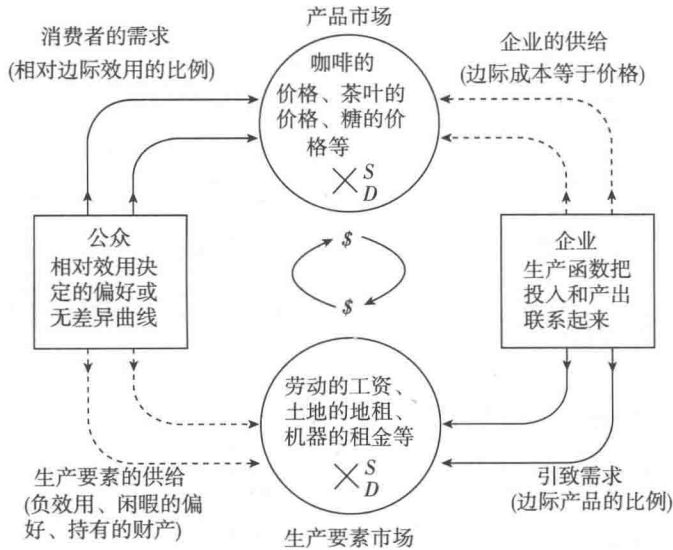 产品市场
消费者的需求
(相对边际效用的比例)
企业的供给
(边际成本等于价格)
咖啡的
价格、茶叶的
价格、糖的价
格等
S
D
公众
相对效用决
定的偏好或
无差异曲线
$
$
企业
生产函数把
投入和产出
联系起来
劳动的工资、
土地的地租、
机器的租金等
S
D
生产要素的供给
(负效用、闲暇的偏
好、持有的财产)
引致需求
(边际产品的比例)
生产要素市场